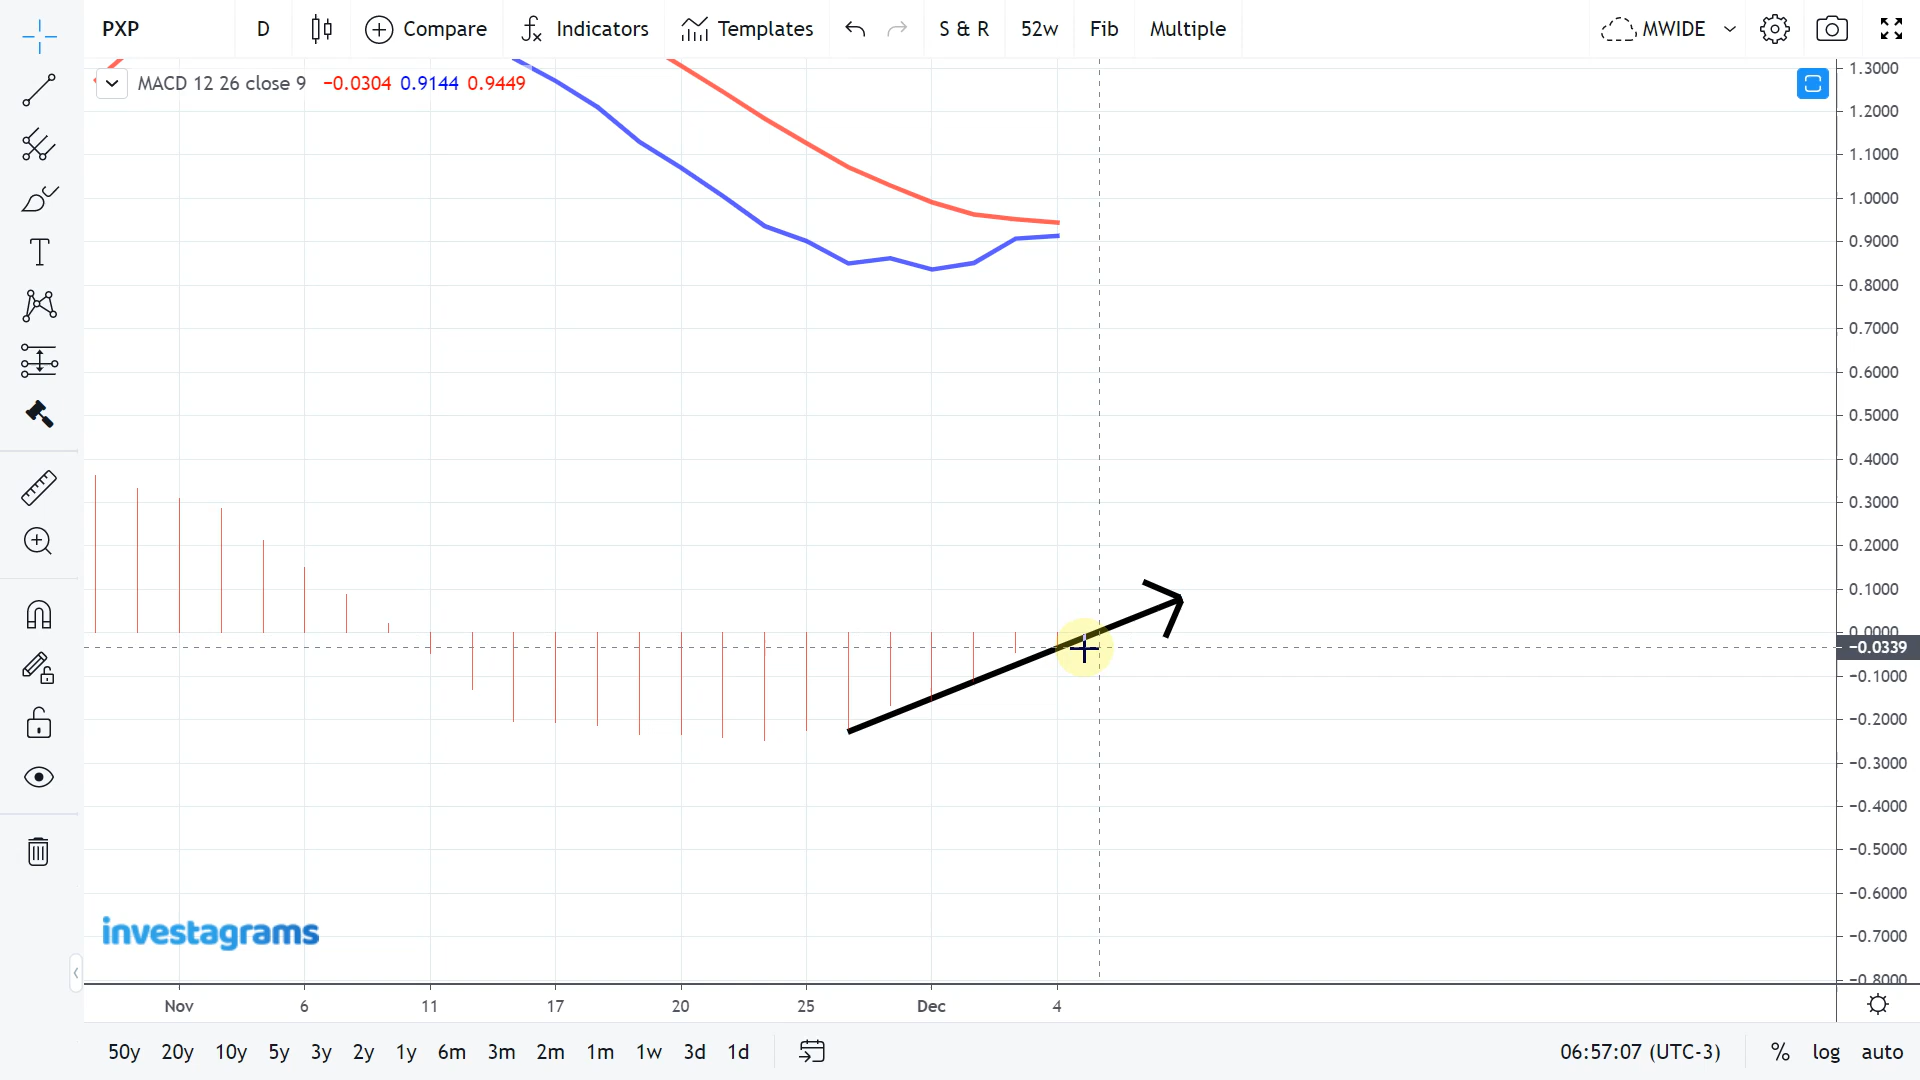 PXP
D
Compare
Indicators
Templates
S & R
52w
Fib
Multiple
MWIDE
MACD 12 26 close 9 −0.0304 0.9144 0.9449
1.3000
1.2000
1.1000
1.0000
0.9000
0.8000
0.7000
0.6000
0.5000
0.4000
0.3000
0.2000
0.1000
0.0000
−0.0339
−0.1000
−0.2000
−0.3000
−0.4000
−0.5000
−0.6000
−0.7000
−0.8000
investagrams
Nov 6 11 17 20 25 Dec 4
50y 20y 10y 5y 3y 2y 1y 6m 3m 2m 1m 1w 3d 1d
06:57:07 (UTC-3) % log auto